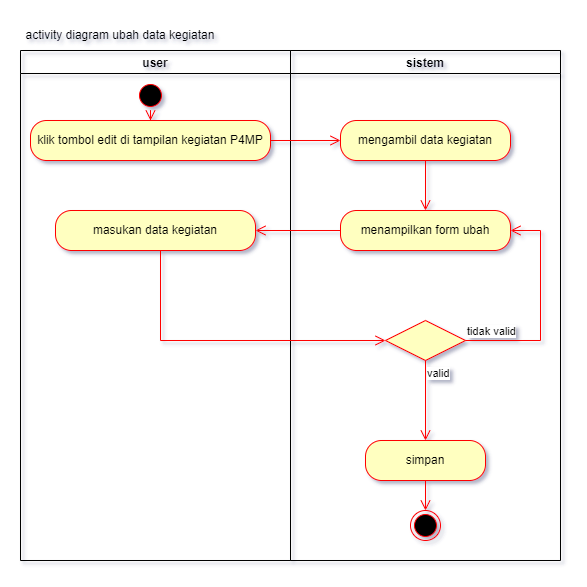 activity diagram ubah data kegiatan
user
sistem
klik tombol edit di tampilan kegiatan P4MP
mengambil data kegiatan
masukan data kegiatan
menampilkan form ubah
tidak valid
valid
simpan